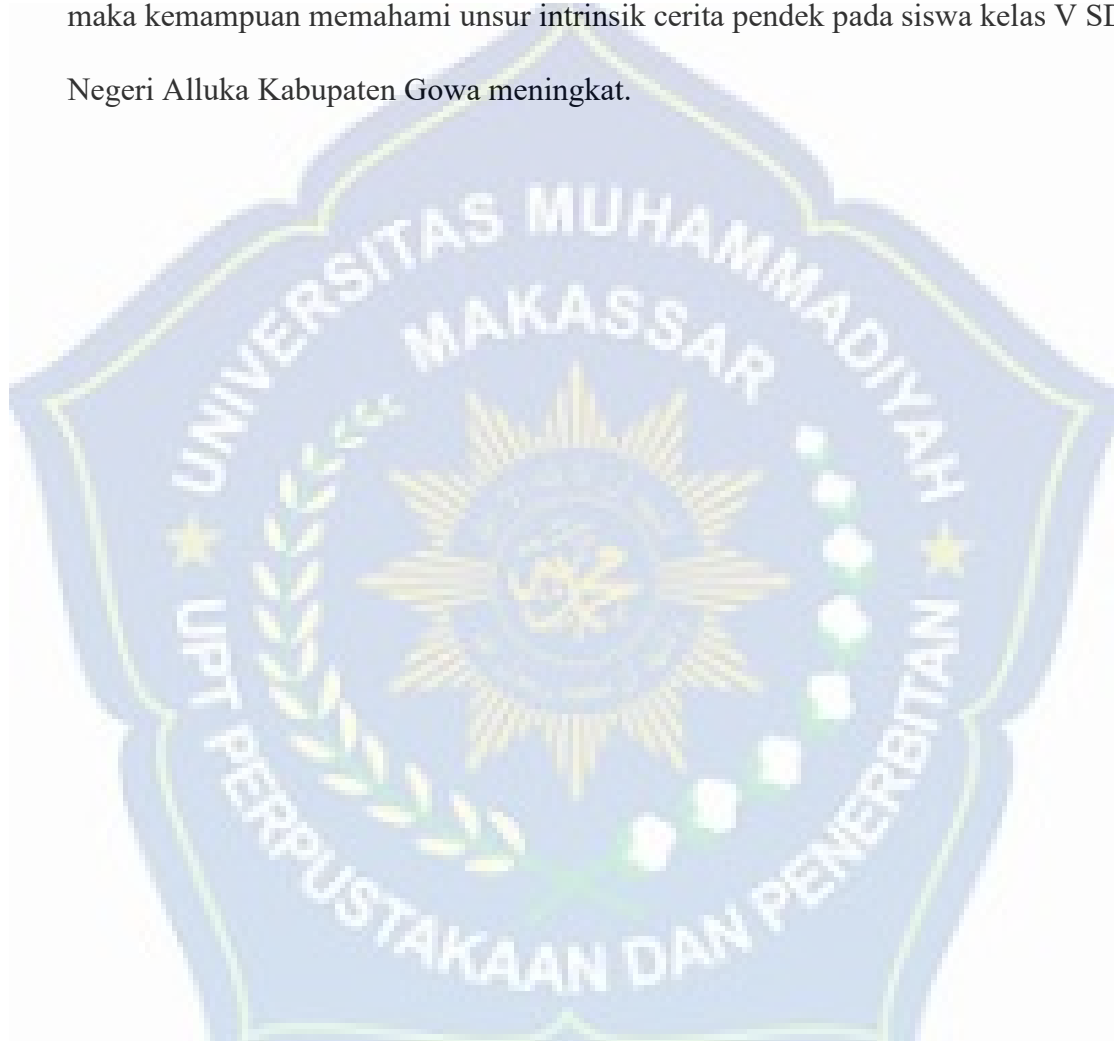 maka kemampuan memahami unsur intrinsik cerita pendek pada siswa kelas V SD
Negeri Alluka Kabupaten Gowa meningkat.
UNIVERSITAS MUHAMMADIYAH
MAKASSAR
UPT PERPUSTAKAAN DAN PENERBITAN